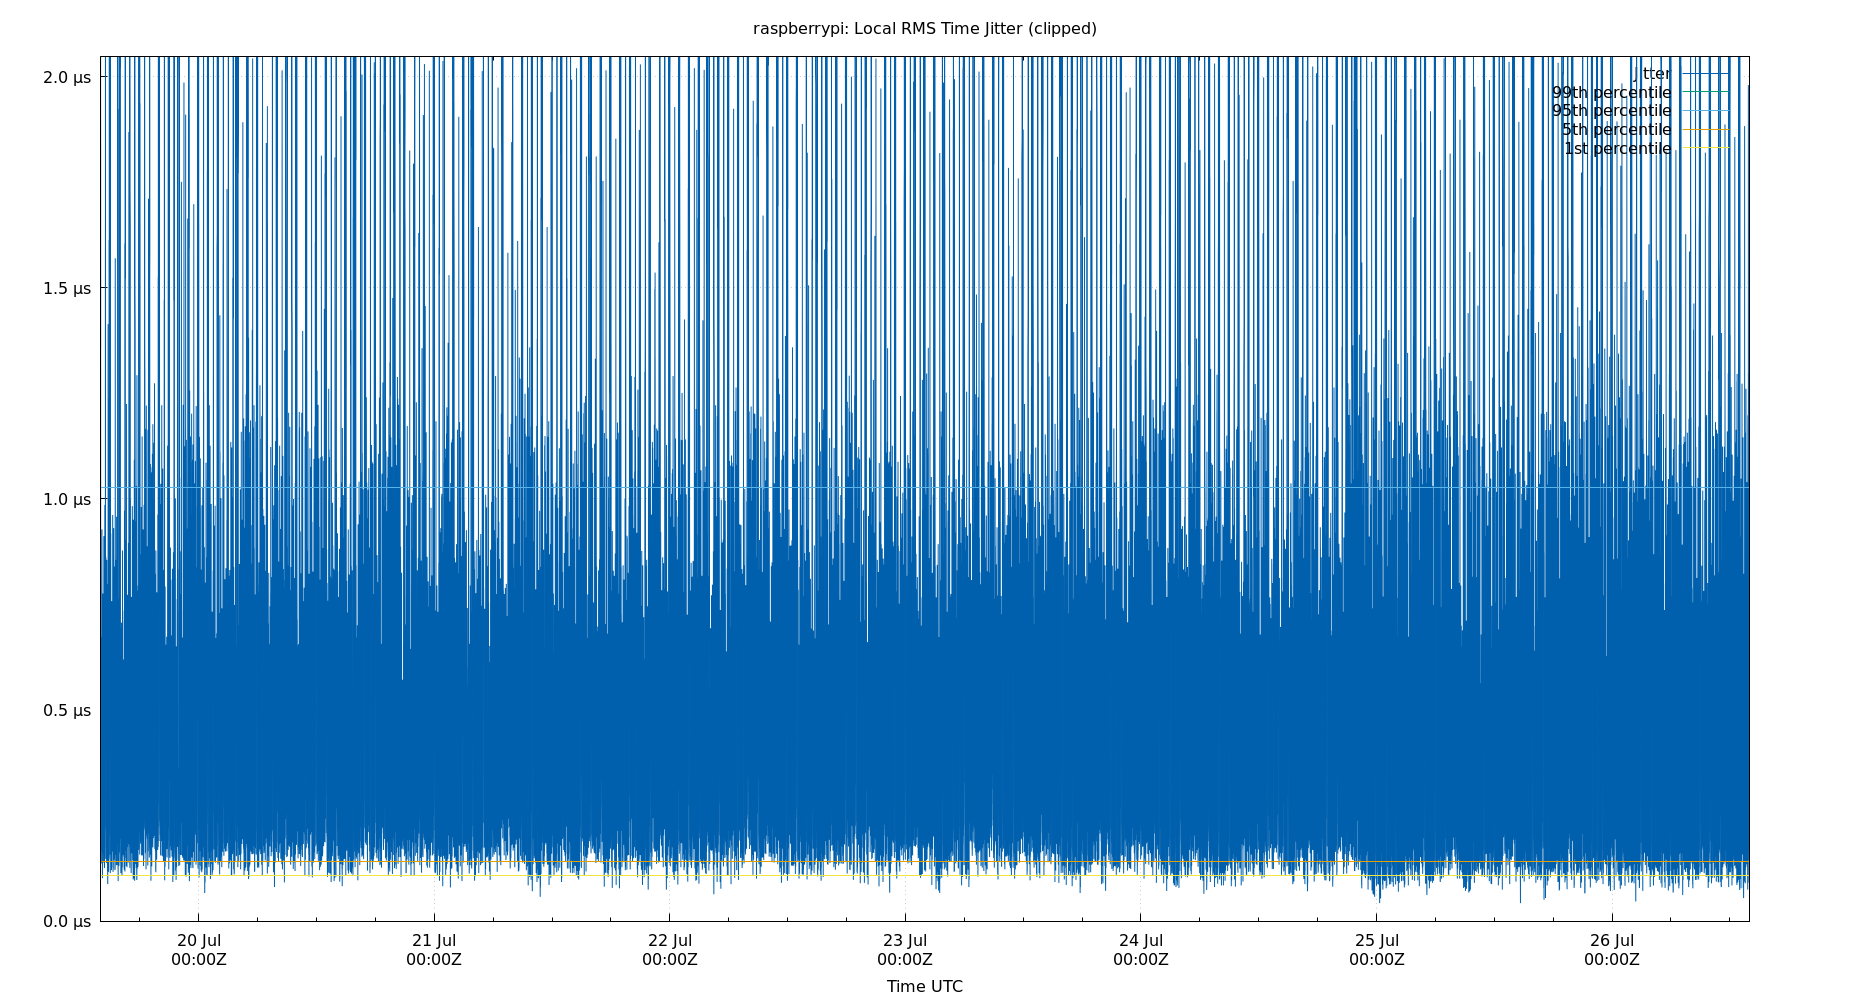 raspberrypi: Local RMS Time Jitter (clipped)
2.0 µs
1.5 µs
1.0 µs
0.5 µs
0.0 µs
jitter
99th percentile
95th percentile
5th percentile
1st percentile
20 Jul
00:00Z
21 Jul
00:00Z
22 Jul
00:00Z
23 Jul
00:00Z
24 Jul
00:00Z
25 Jul
00:00Z
26 Jul
00:00Z
Time UTC